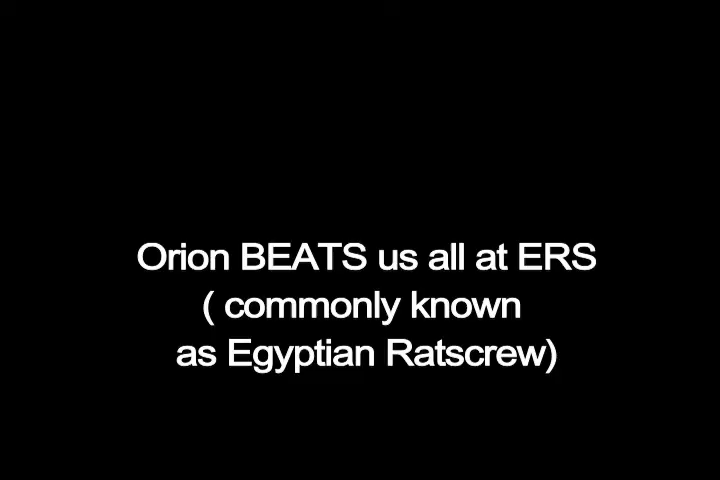 Orion BEATS us all at ERS
( commonly known
as Egyptian Ratscrew)